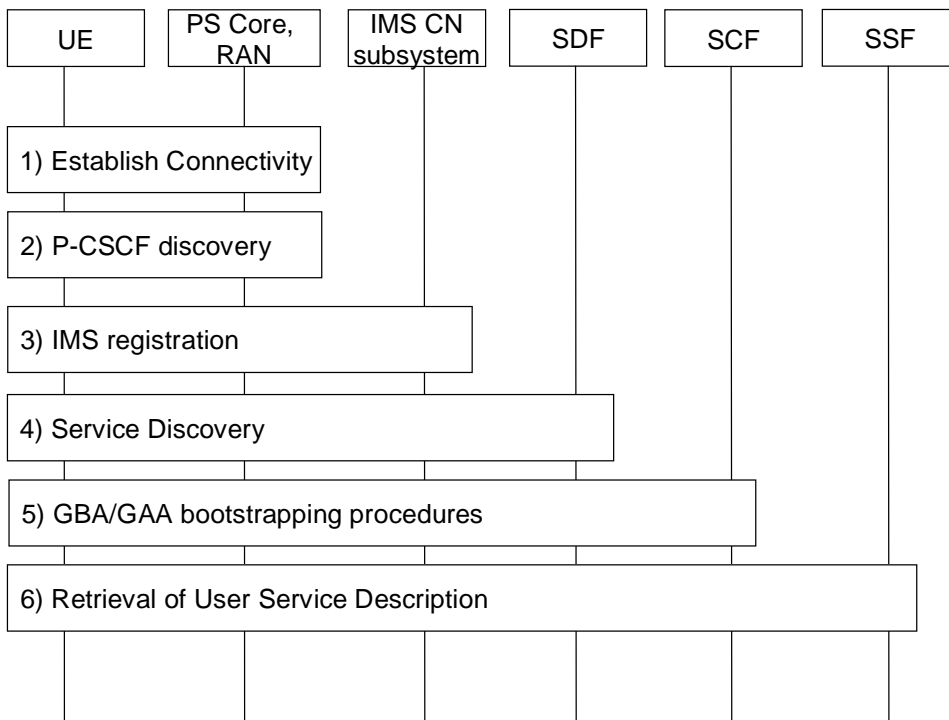 UE
PS Core,
RAN
IMS CN
subsystem
SDF
SCF
SSF
1) Establish Connectivity
2) P-CSCF discovery
3) IMS registration
4) Service Discovery
5) GBA/GAA bootstrapping procedures
6) Retrieval of User Service Description